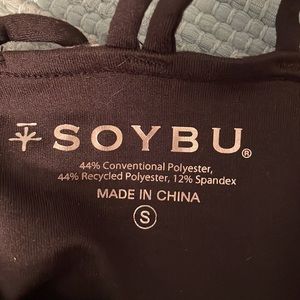 SOYBU®
44% Conventional Polyester,
44% Recycled Polyester, 12% Spandex
MADE IN CHINA
S